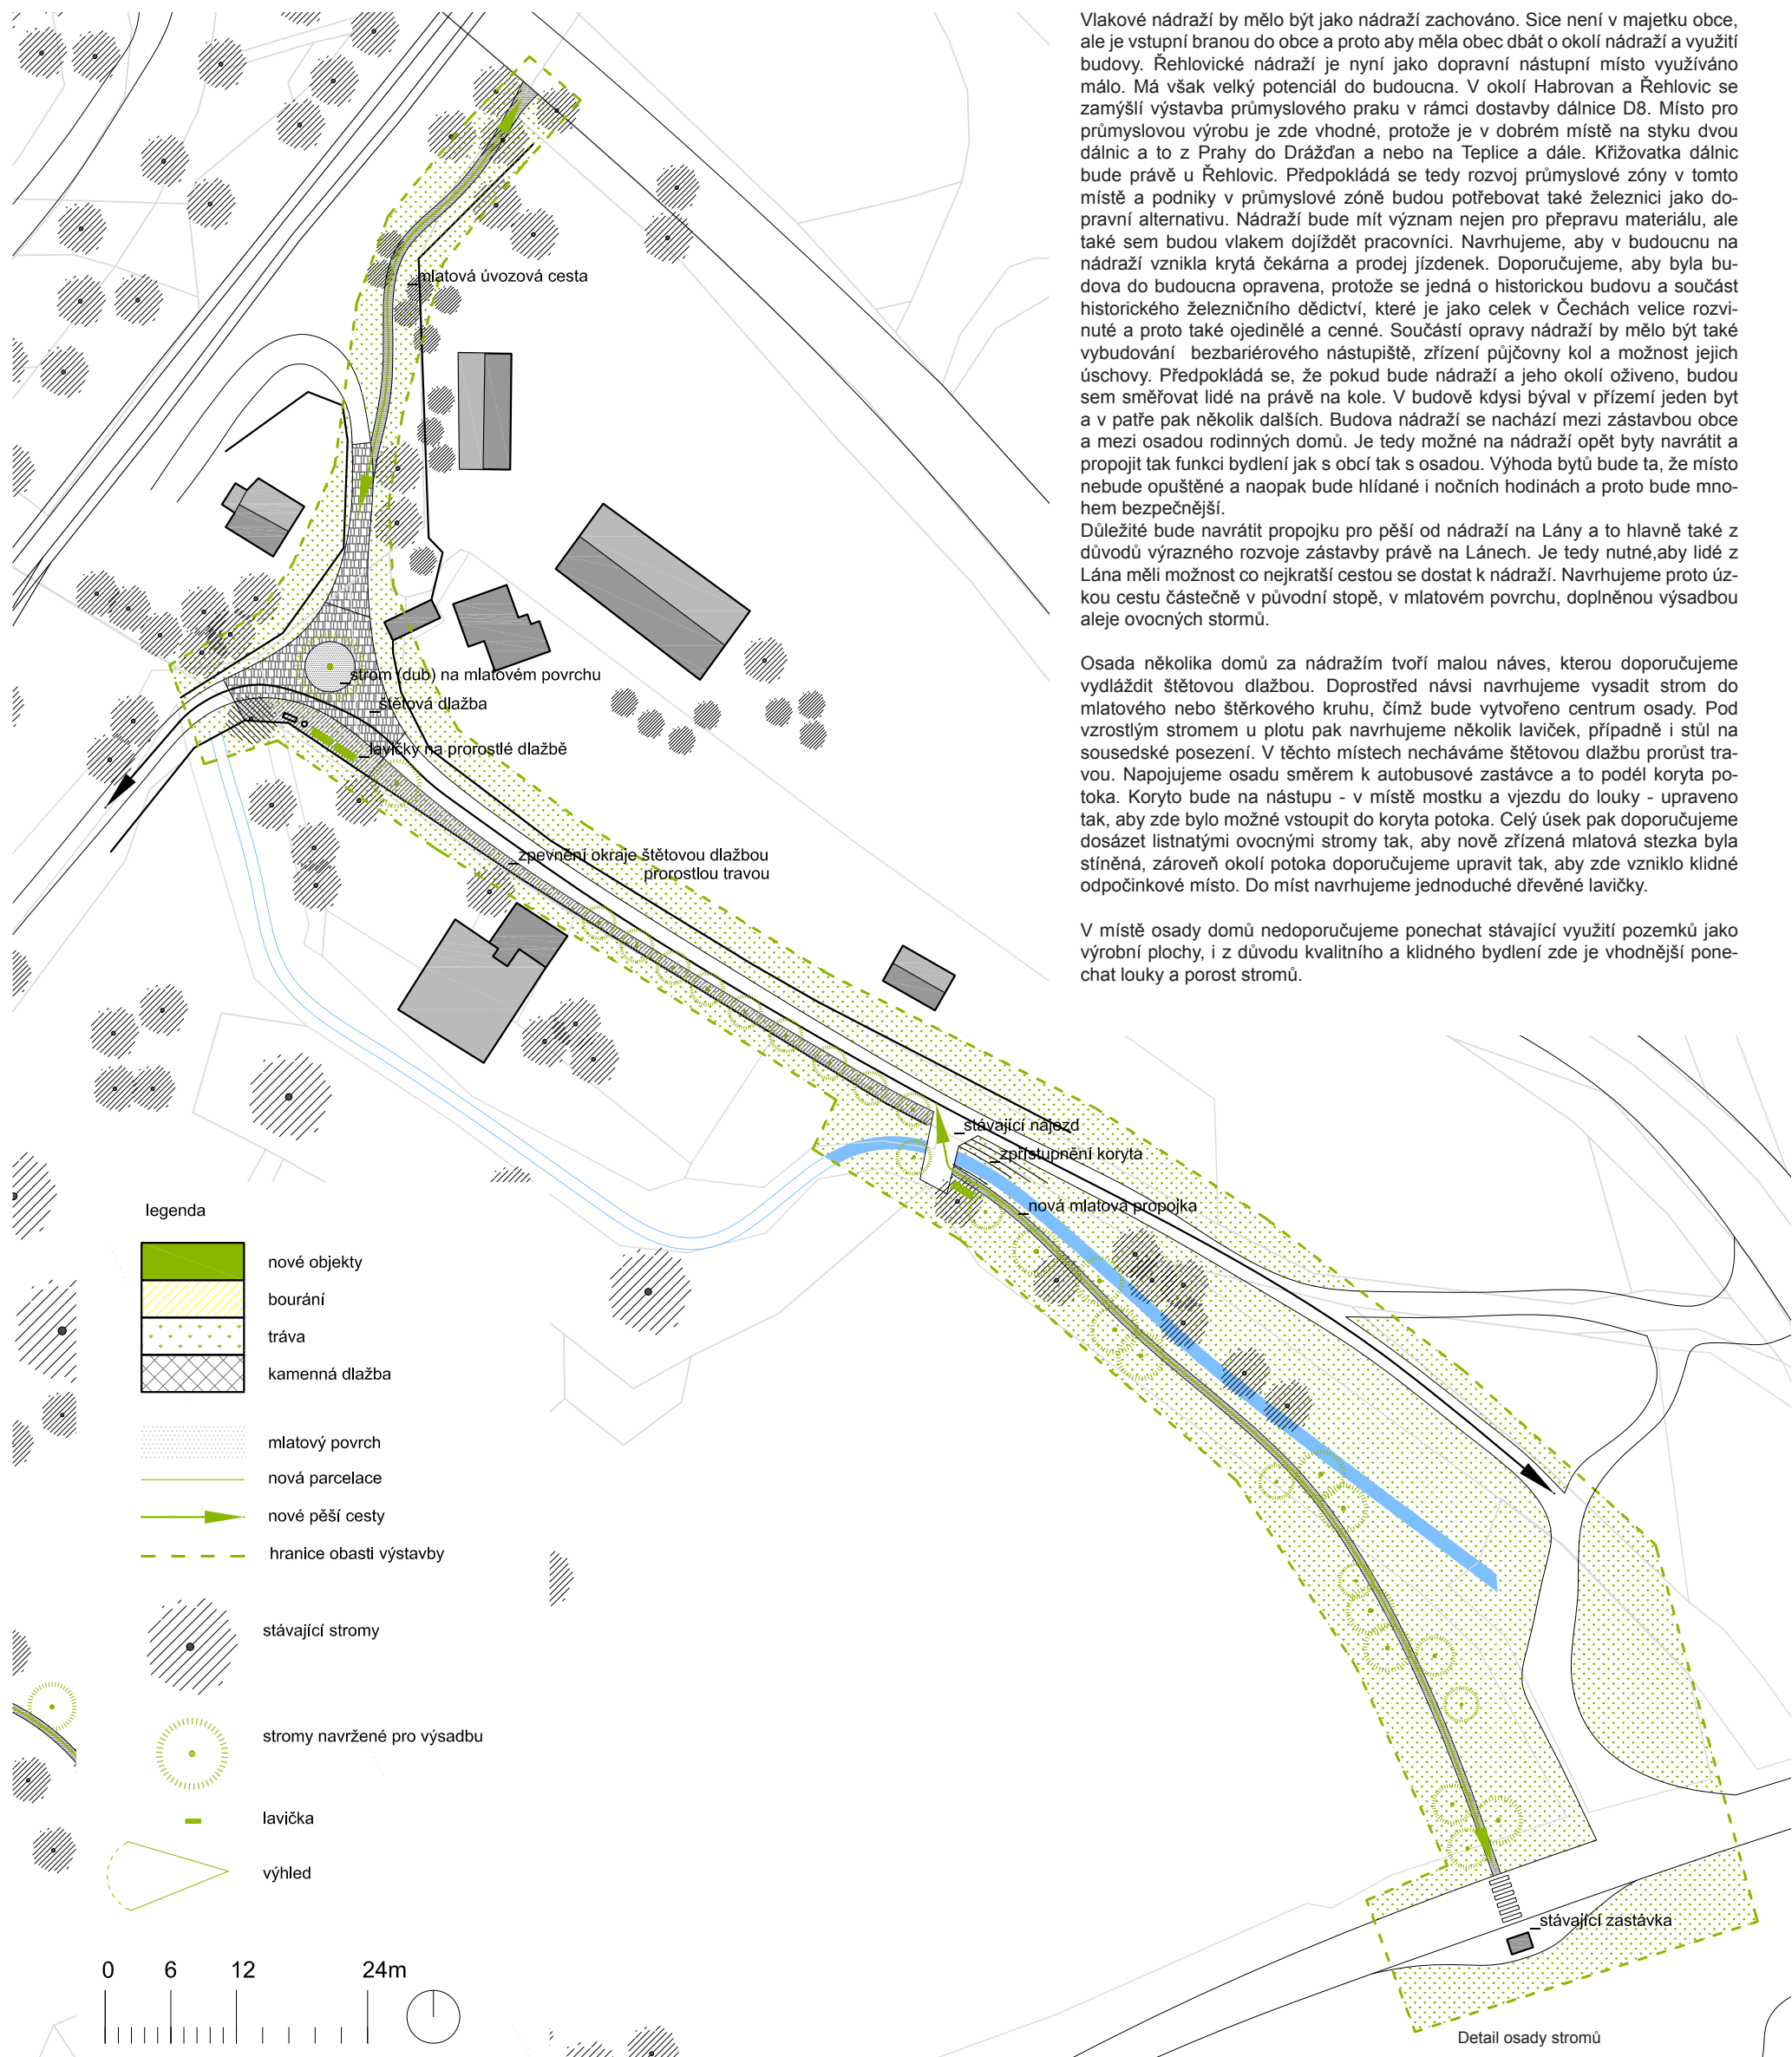 Vlakové nádraží by mělo být jako nádraží zachováno. Sice není v majetku obce,
ale je vstupní branou do obce a proto aby měla obec dbát o okolí nádraží a využití
budovy. Řehlovické nádraží je nyní jako dopravní nástupní místo využíváno
málo. Má však velký potenciál do budoucna. V okolí Habrovan a Řehlovic se
zamýšlí výstavba průmyslového praku v rámci dostavby dálnice D8. Místo pro
průmyslovou výrobu je zde vhodné, protože je v dobrém místě na styku dvou
dálnic a to z Prahy do Drážďan a nebo na Teplice a dále. Křižovatka dálnic
bude právě u Řehlovic. Předpokládá se tedy rozvoj průmyslové zóny v tomto
místě a podniky v průmyslové zóně budou potřebovat také železnici jako do-
pravní alternativu. Nádraží bude mít význam nejen pro přepravu materiálu, ale
také sem budou vlakem dojíždět pracovníci. Navrhujeme, aby v budoucnu na
nádraží vznikla krytá čekárna a prodej jízdenek. Doporučujeme, aby byla bu-
dova do budoucna opravena, protože se jedná o historickou budovu a součást
historického železničního dědictví, které je jako celek v Čechách velice rozvi-
nuté a proto také ojedinělé a cenné. Součástí opravy nádraží by mělo být také
vybudování bezbariérového nástupiště, zřízení půjčovny kol a možnost jejich
úschovy. Předpokládá se, že pokud bude nádraží a jeho okolí oživeno, budou
sem směřovat lidé na právě na kole. V budově kdysi býval v přízemí jeden byt
a v patře pak několik dalších. Budova nádraží se nachází mezi zástavbou obce
a mezi osadou rodinných domů. Je tedy možné na nádraží opět byty navrátit a
propojit tak funkci bydlení jak s obcí tak s osadou. Výhoda bytů bude ta, že místo
nebude opuštěné a naopak bude hlídané i nočních hodinách a proto bude mno-
hem bezpečnější.
Důležité bude navrátit propojku pro pěší od nádraží na Lány a to hlavně také z
důvodů výrazného rozvoje zástavby právě na Lánech. Je tedy nutné,aby lidé z
Lána měli možnost co nejkratší cestou se dostat k nádraží. Navrhujeme proto úz-
kou cestu částečně v původní stopě, v mlatovém povrchu, doplněnou výsadbou
aleje ovocných stormů.
Osada několika domů za nádražím tvoří malou náves, kterou doporučujeme
vydláždit štětovou dlažbou. Doprostřed návsi navrhujeme vysadit strom do
mlatového nebo štěrkového kruhu, čímž bude vytvořeno centrum osady. Pod
vzrostlým stromem u plotu pak navrhujeme několik laviček, případně i stůl na
sousedské posezení. V těchto místech necháváme štětovou dlažbu prorůst tra-
vou. Napojujeme osadu směrem k autobusové zastávce a to podél koryta po-
toka. Koryto bude na nástupu - v místě mostku a vjezdu do louky - upraveno
tak, aby zde bylo možné vstoupit do koryta potoka. Celý úsek pak doporučujeme
dosázet listnatými ovocnými stromy tak, aby nově zřízená mlatová stezka byla
stíněná, zároveň okolí potoka doporučujeme upravit tak, aby zde vzniklo klidné
odpočinkové místo. Do míst navrhujeme jednoduché dřevěné lavičky.
V místě osady domů nedoporučujeme ponechat stávající využití pozemků jako
výrobní plochy, i z důvodu kvalitního a klidného bydlení zde je vhodnější pone-
chat louky a porost stromů.
_mlatová úvozová cesta
_strom (dub) na mlatovém povrchu
_štětová dlažba
_lavičky na prorostlé dlažbě
_zpevnění okraje štětovou dlažbou
prorostlou travou
_stávající nájezd
_zpřístupnění koryta
_nová mlatová propojka
legenda
nové objekty
bourání
tráva
kamenná dlažba
mlatový povrch
nová parcelace
nové pěší cesty
hranice obasti výstavby
stávající stromy
stromy navržené pro výsadbu
lavička
výhled
0 6 12 24m
_stávající zastávka
Detail osady stromů